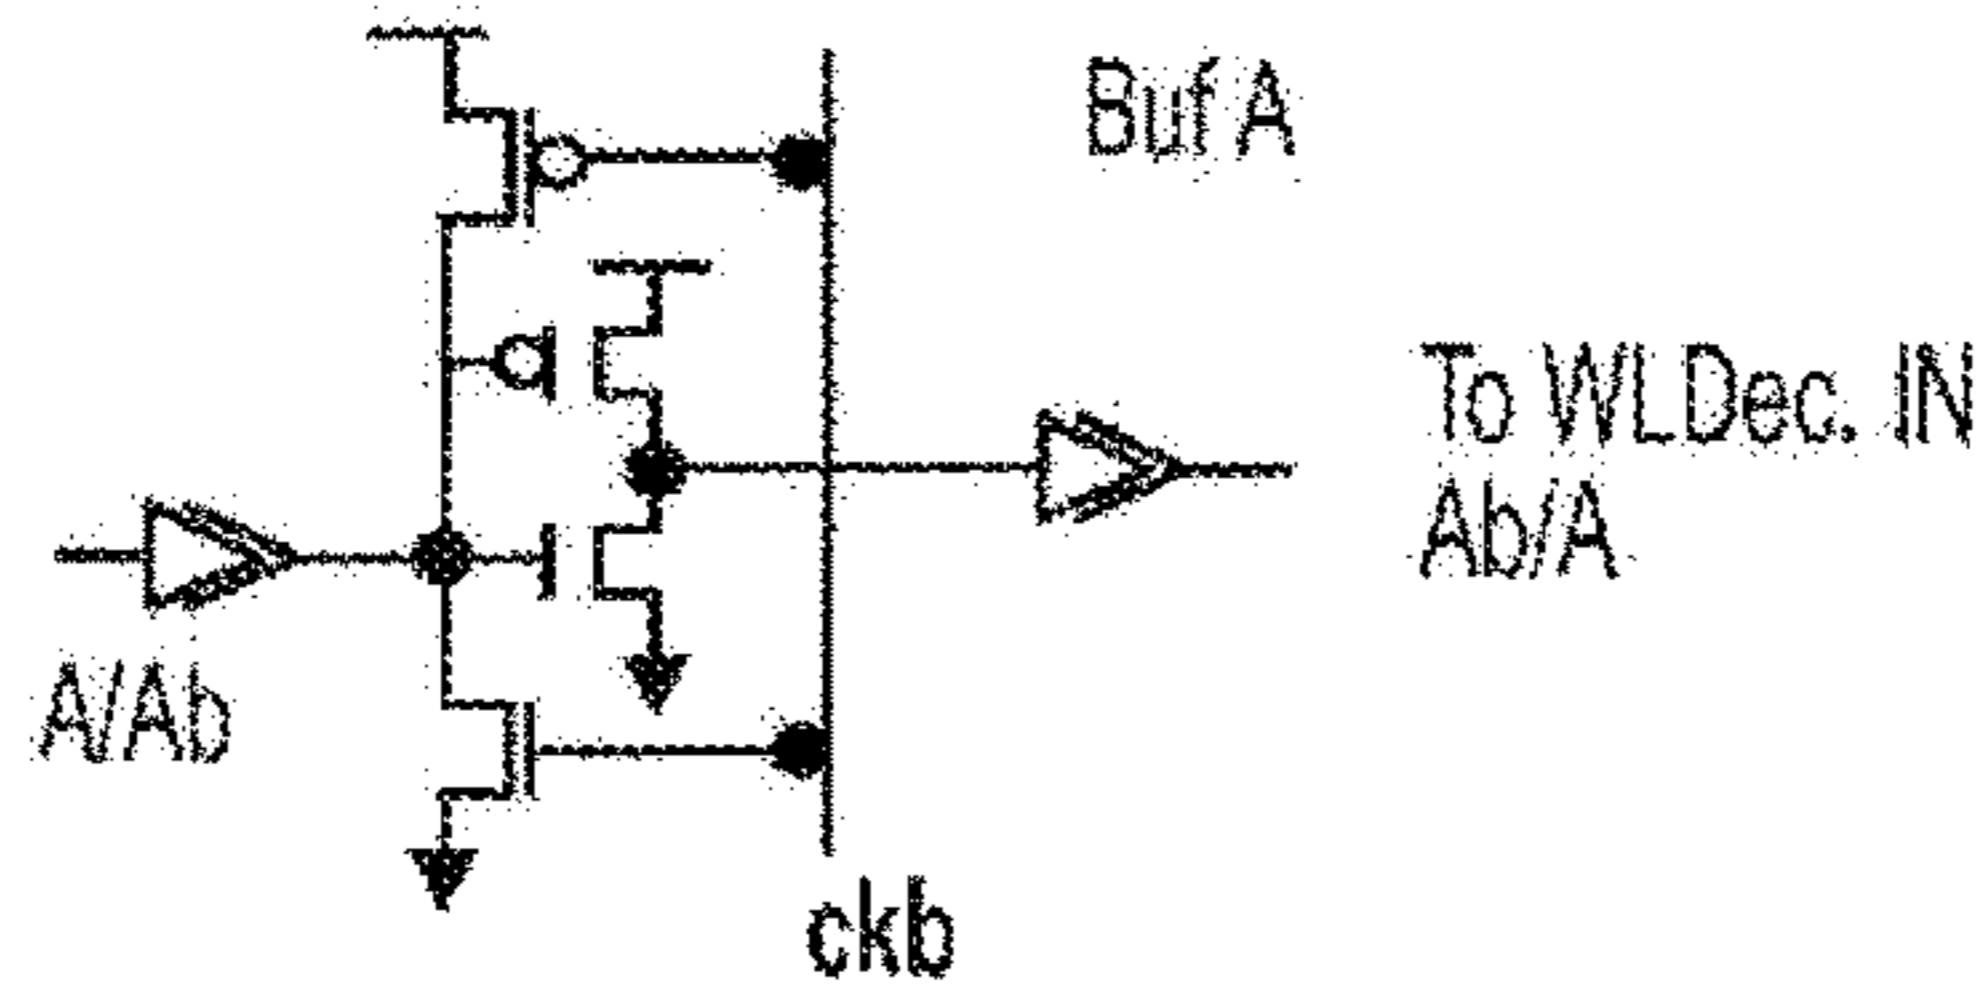 Buf A
To WLDec. IN
Ab/A
A/Ab
ckb